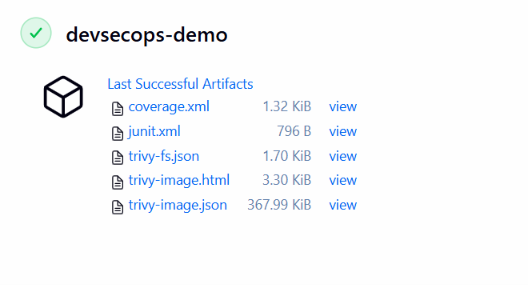 devsecops-demo
Last Successful Artifacts
coverage.xml 1.32 KiB view
junit.xml 796 B view
trivy-fs.json 1.70 KiB view
trivy-image.html 3.30 KiB view
trivy-image.json 367.99 KiB view